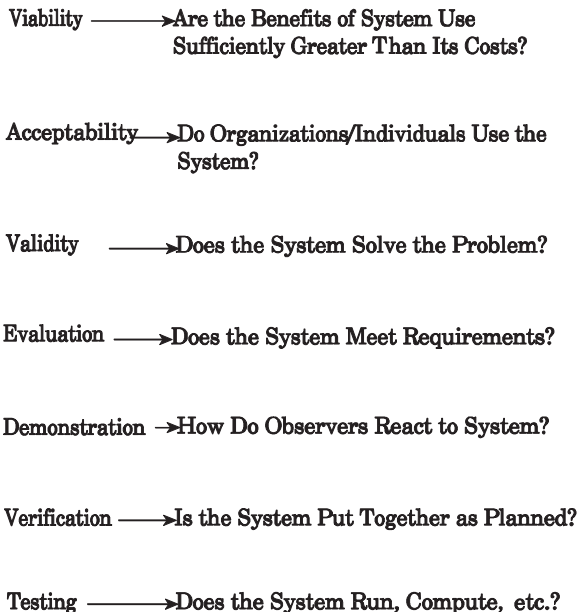 Viability Are the Benefits of System Use
Sufficiently Greater Than Its Costs?
Acceptability Do Organizations/Individuals Use the
System?
Validity Does the System Solve the Problem?
Evaluation Does the System Meet Requirements?
Demonstration How Do Observers React to System?
Verification Is the System Put Together as Planned?
Testing Does the System Run, Compute, etc.?